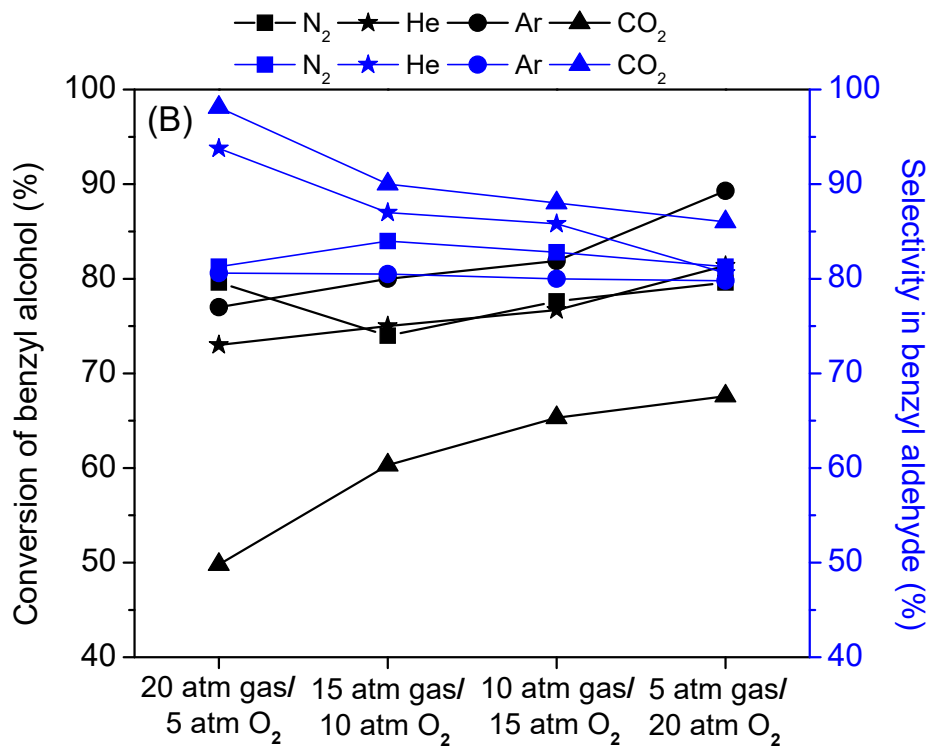 N₂ He Ar CO₂
N₂ He Ar CO₂
(B)
Conversion of benzyl alcohol (%)
100
90
80
70
60
50
40
100
90
80
70
60
50
40
Selectivity in benzyl aldehyde (%)
20 atm gas/ 15 atm gas/ 10 atm gas/ 5 atm gas/
5 atm O₂ 10 atm O₂ 15 atm O₂ 20 atm O₂